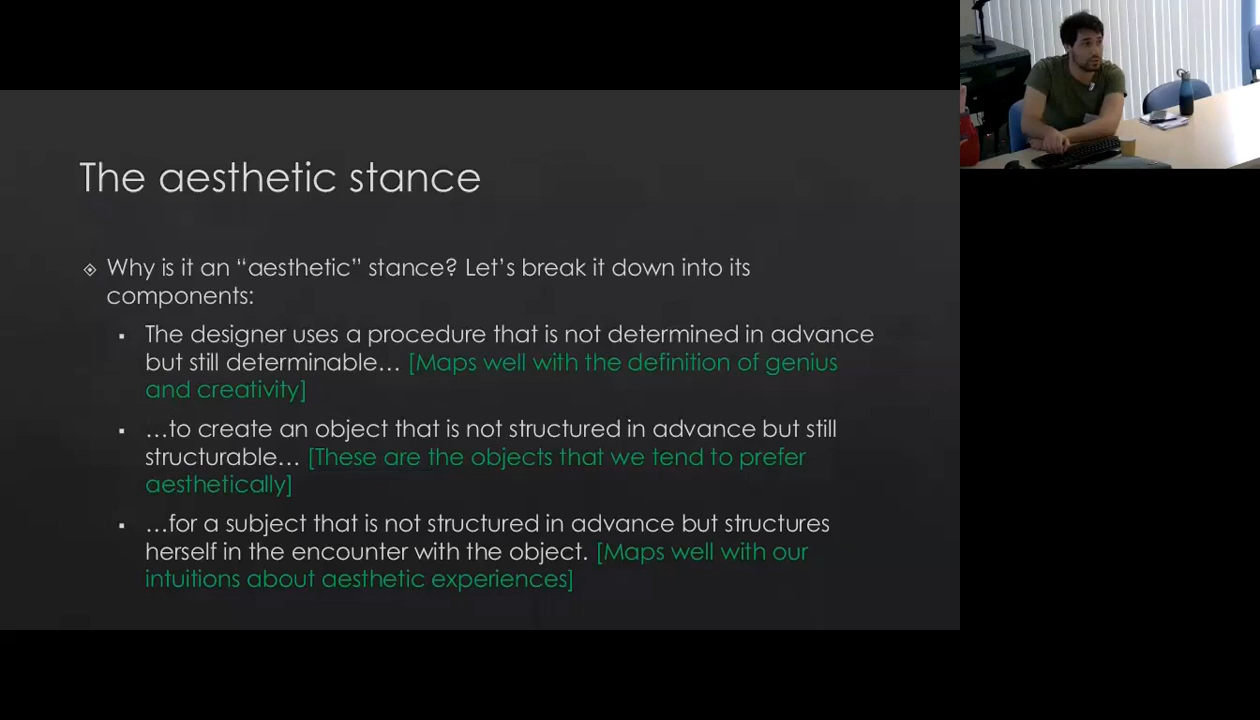 The aesthetic stance
Why is it an “aesthetic” stance? Let’s break it down into its
components:
The designer uses a procedure that is not determined in advance
but still determinable… [Maps well with the definition of genius
and creativity]
…to create an object that is not structured in advance but still
structurable… [These are the objects that we tend to prefer
aesthetically]
…for a subject that is not structured in advance but structures
herself in the encounter with the object. [Maps well with our
intuitions about aesthetic experiences]